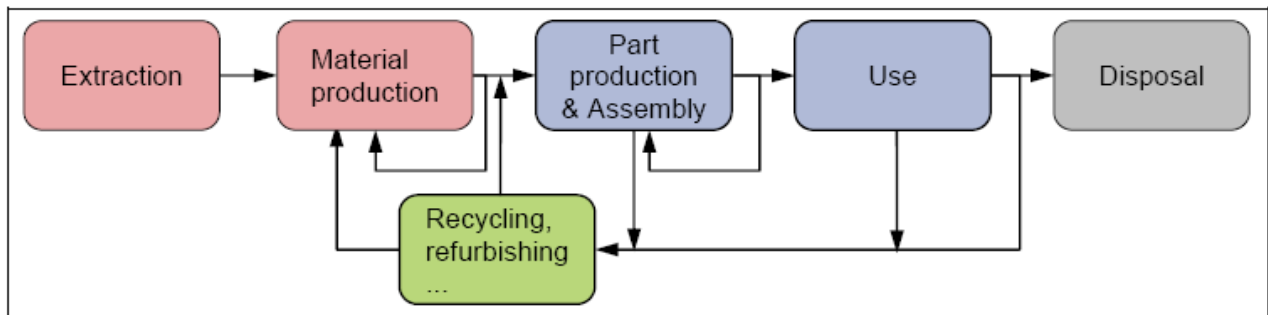 Extraction
Material
production
Part
production
& Assembly
Use
Disposal
Recycling,
refurbishing
...